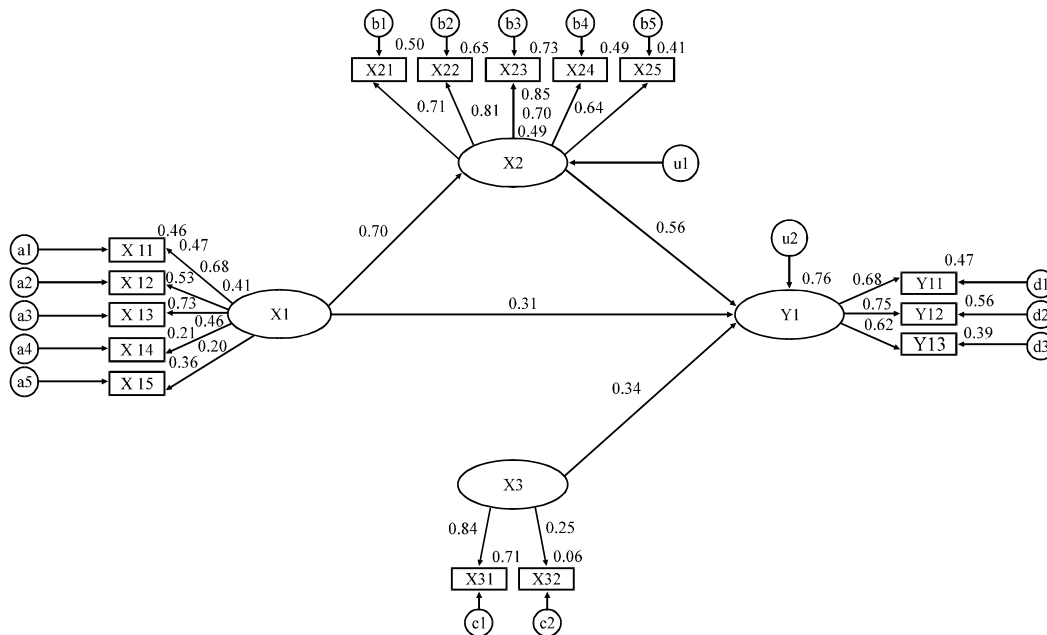 b1 b2 b3 b4 b5
0.50 0.65 0.73 0.49 0.41
X21 X22 X23 X24 X25
0.71 0.81 0.85 0.64
0.70
0.49
X2 u1
0.70 0.56 u2
a1 X 11 0.46
0.47
0.68
a2 X 12 0.53 0.41
a3 X 13 0.73
0.46
a4 X 14 0.21
0.20
a5 X 15 0.36
X1 0.31 Y1 0.76
0.68 Y11 0.47 d1
0.75 Y12 0.56 d2
0.62 Y13 0.39 d3
0.34
X3
0.84 0.25
0.71 0.06
X31 X32
c1 c2